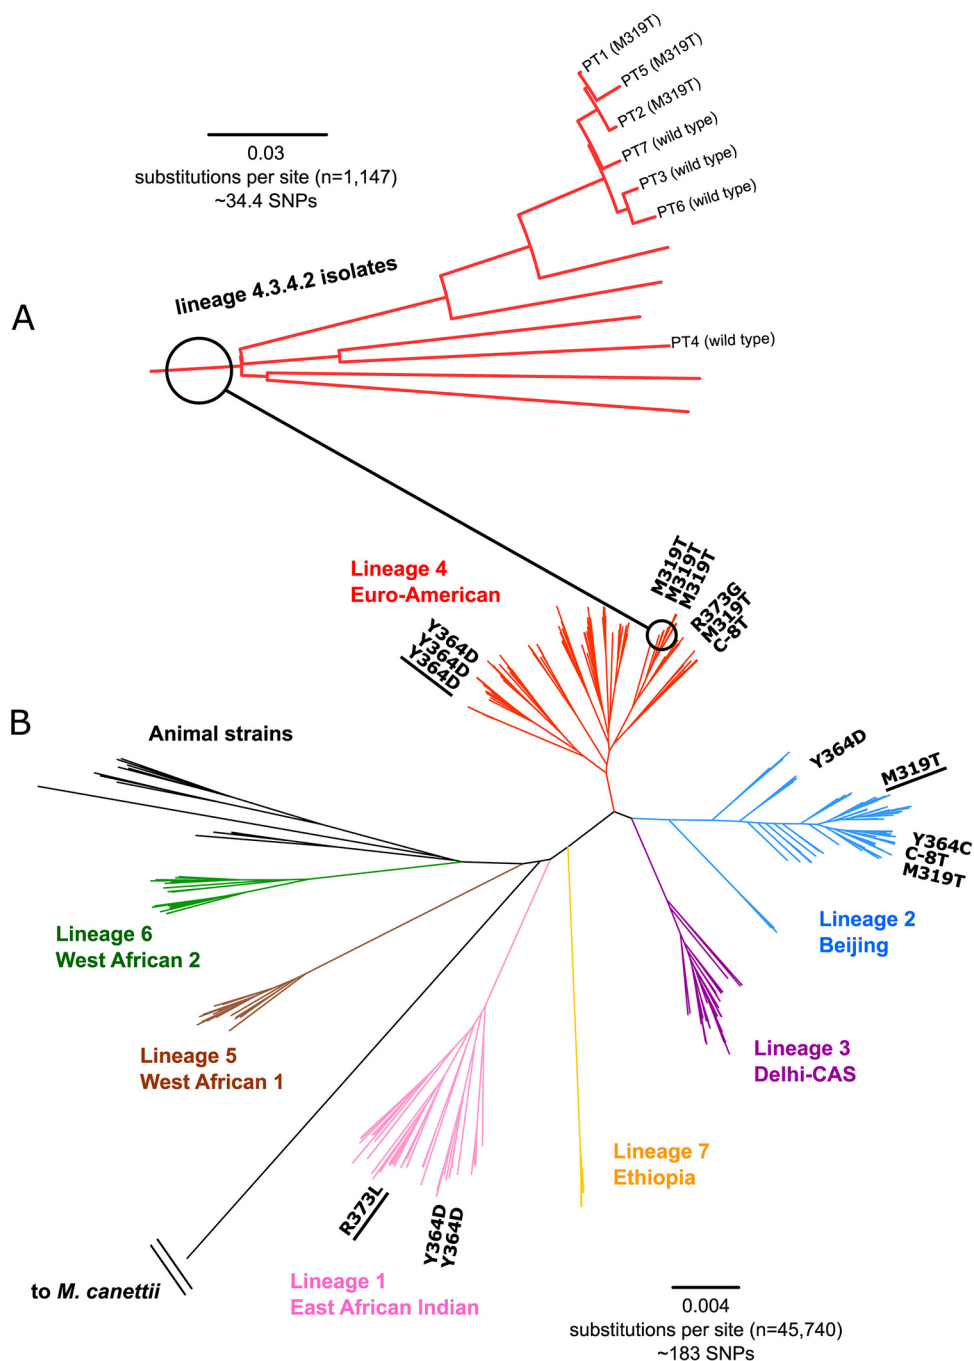 PT1 (M319T)
PT5 (M319T)
PT2 (M319T)
PT7 (wild type)
PT3 (wild type)
PT6 (wild type)
0.03
substitutions per site (n=1,147)
~34.4 SNPs
lineage 4.3.4.2 isolates
A
PT4 (wild type)
M319T
M319T
M319T
R373G
M319T
C-8T
Lineage 4
Euro-American
Y364D
Y364D
Y364D
B
Animal strains
Y364D
M319T
Y364C
C-8T
M319T
Lineage 2
Beijing
Lineage 6
West African 2
Lineage 5
West African 1
Lineage 3
Delhi-CAS
Lineage 7
Ethiopia
R373L
Y364D
Y364D
to M. canettii
Lineage 1
East African Indian
0.004
substitutions per site (n=45,740)
~183 SNPs